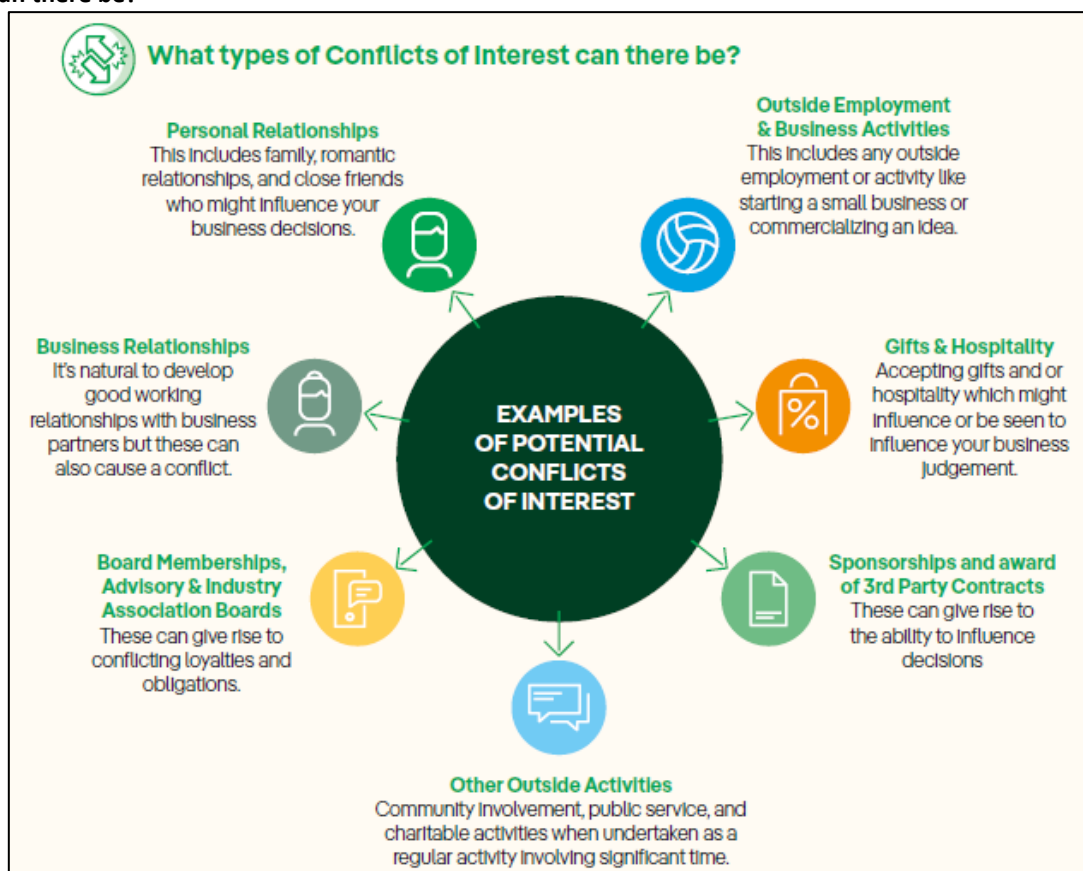 an there be?
What types of Conflicts of Interest can there be?
Personal Relationships
This includes family, romantic
relationships, and close friends
who might influence your
business decisions.
Outside Employment
& Business Activities
This includes any outside
employment or activity like
starting a small business or
commercializing an idea.
Business Relationships
It's natural to develop
good working
relationships with business
partners but these can
also cause a conflict.
Gifts & Hospitality
Accepting gifts and or
hospitality which might
influence or be seen to
influence your business
judgement.
EXAMPLES
OF POTENTIAL
CONFLICTS
OF INTEREST
Board Memberships,
Advisory & Industry
Association Boards
These can give rise to
conflicting loyalties and
obligations.
Sponsorships and award
of 3rd Party Contracts
These can give rise to
the ability to influence
decisions
Other Outside Activities
Community involvement, public service, and
charitable activities when undertaken as a
regular activity involving significant time.